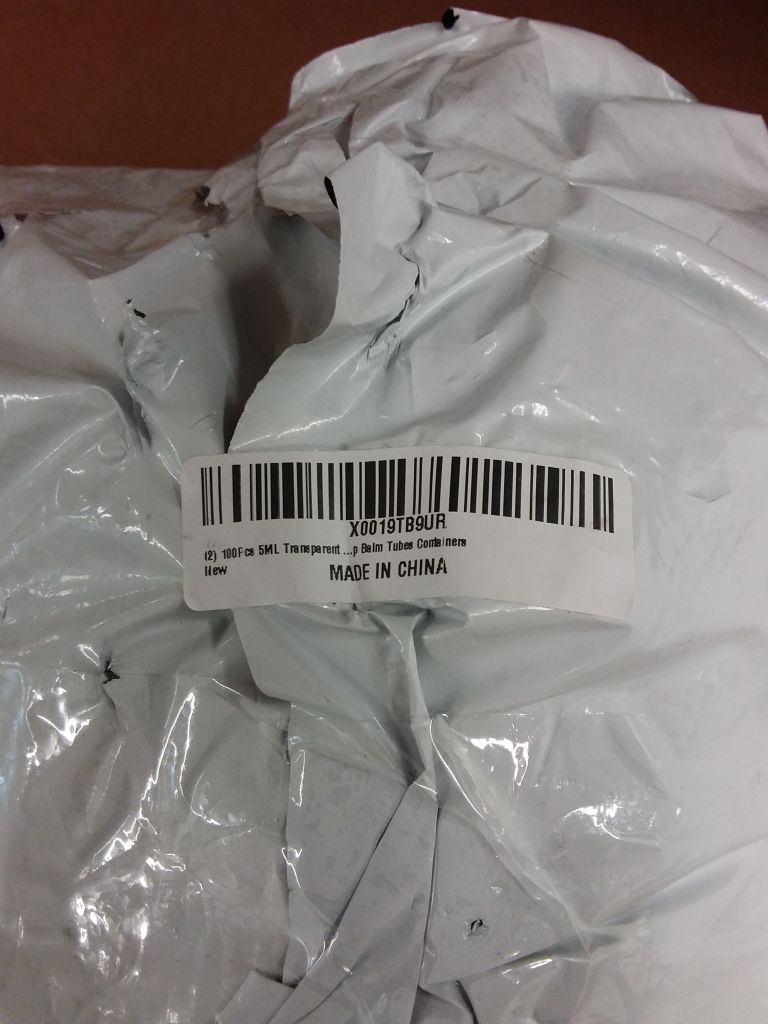 X0019TB9UR
(2) 100Pcs 5ML Transparent ...p Balm Tubes Containers
New
MADE IN CHINA